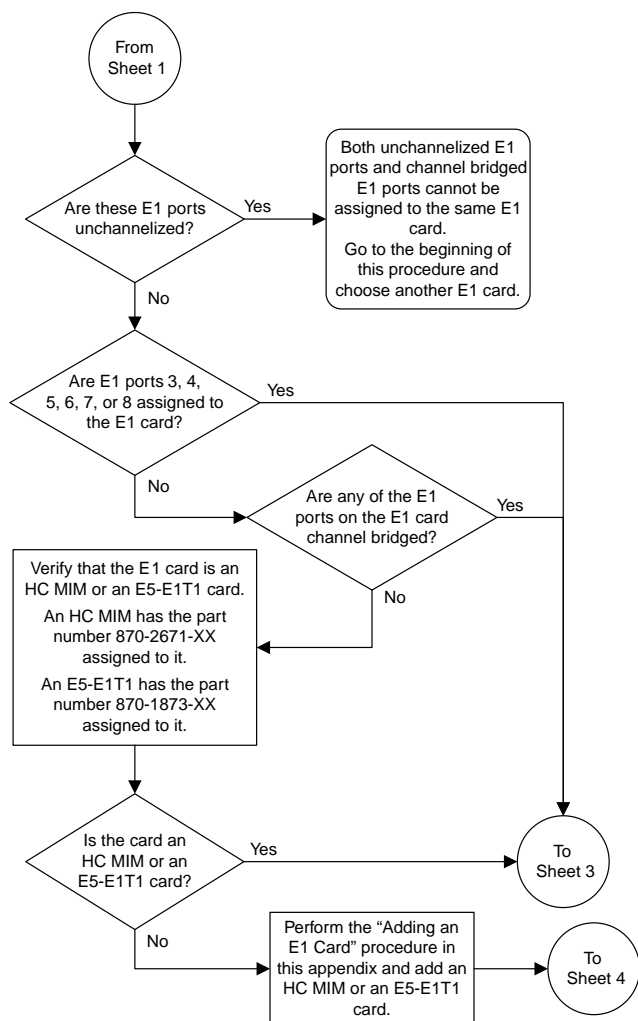 From
Sheet 1
Are these E1 ports
unchannelized?
Yes
Both unchannelized E1
ports and channel bridged
E1 ports cannot be
assigned to the same E1
card.
Go to the beginning of
this procedure and
choose another E1 card.
No
Are E1 ports 3, 4,
5, 6, 7, or 8 assigned to
the E1 card?
Yes
No
Are any of the E1
ports on the E1 card
channel bridged?
Yes
No
Verify that the E1 card is an
HC MIM or an E5-E1T1 card.
An HC MIM has the part
number 870-2671-XX
assigned to it.
An E5-E1T1 has the part
number 870-1873-XX
assigned to it.
Is the card an
HC MIM or an
E5-E1T1 card?
Yes
To
Sheet 3
No
Perform the “Adding an
E1 Card” procedure in
this appendix and add an
HC MIM or an E5-E1T1
card.
To
Sheet 4